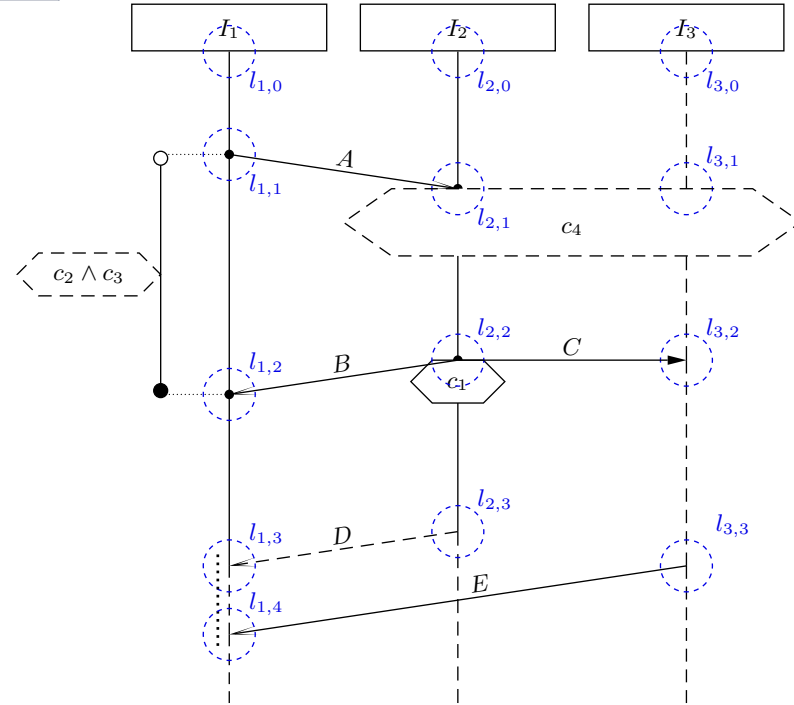 I₁ I₂ I₃
l₁,₀ l₂,₀ l₃,₀
A l₃,₁
l₁,₁
l₂,₁ c₄
c₂ ∧ c₃
l₂,₂ l₃,₂
B C l₁,₂
c₁
l₂,₃ l₃,₃
l₁,₃ D
E
l₁,₄